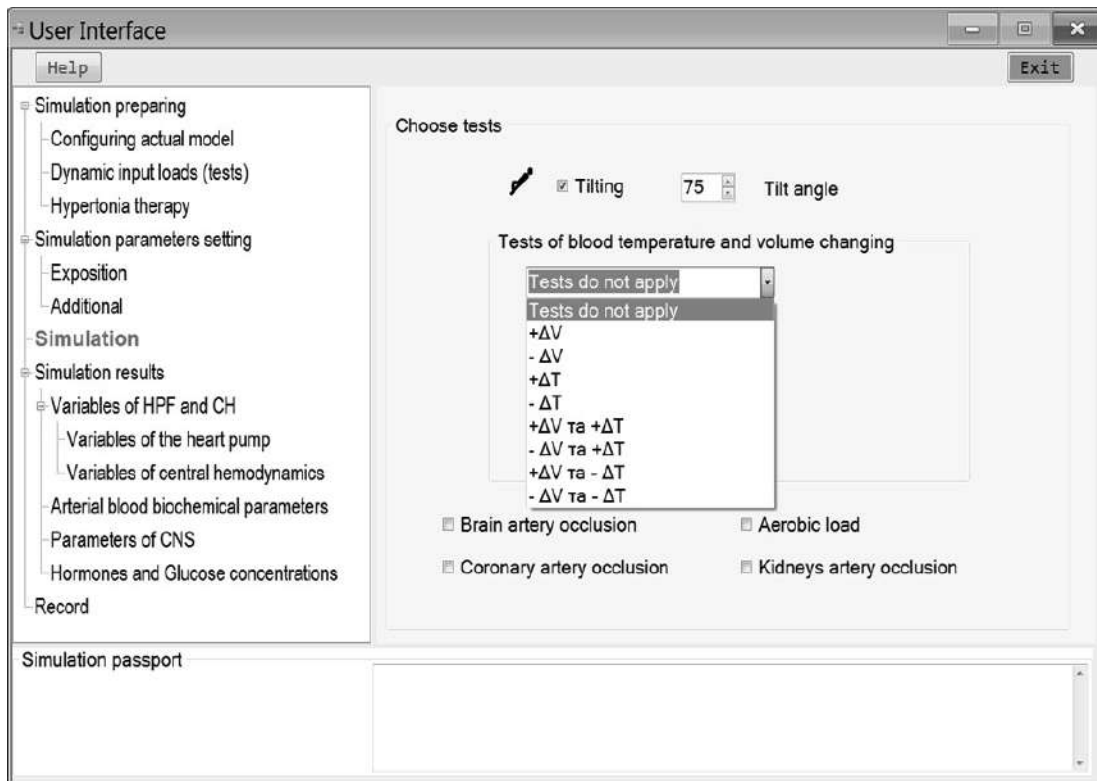 User Interface
Help
Exit
Simulation preparing
Configuring actual model
Dynamic input loads (tests)
Hypertonia therapy
Simulation parameters setting
Exposition
Additional
Simulation
Simulation results
Variables of HPF and CH
Variables of the heart pump
Variables of central hemodynamics
Arterial blood biochemical parameters
Parameters of CNS
Hormones and Glucose concentrations
Record
Choose tests
Tilting 75 Tilt angle
Tests of blood temperature and volume changing
Tests do not apply
Tests do not apply
+ΔV
- ΔV
+ΔT
- ΔT
+ΔV та +ΔT
- ΔV та +ΔT
+ΔV та - ΔT
- ΔV та - ΔT
Brain artery occlusion Aerobic load
Coronary artery occlusion Kidneys artery occlusion
Simulation passport